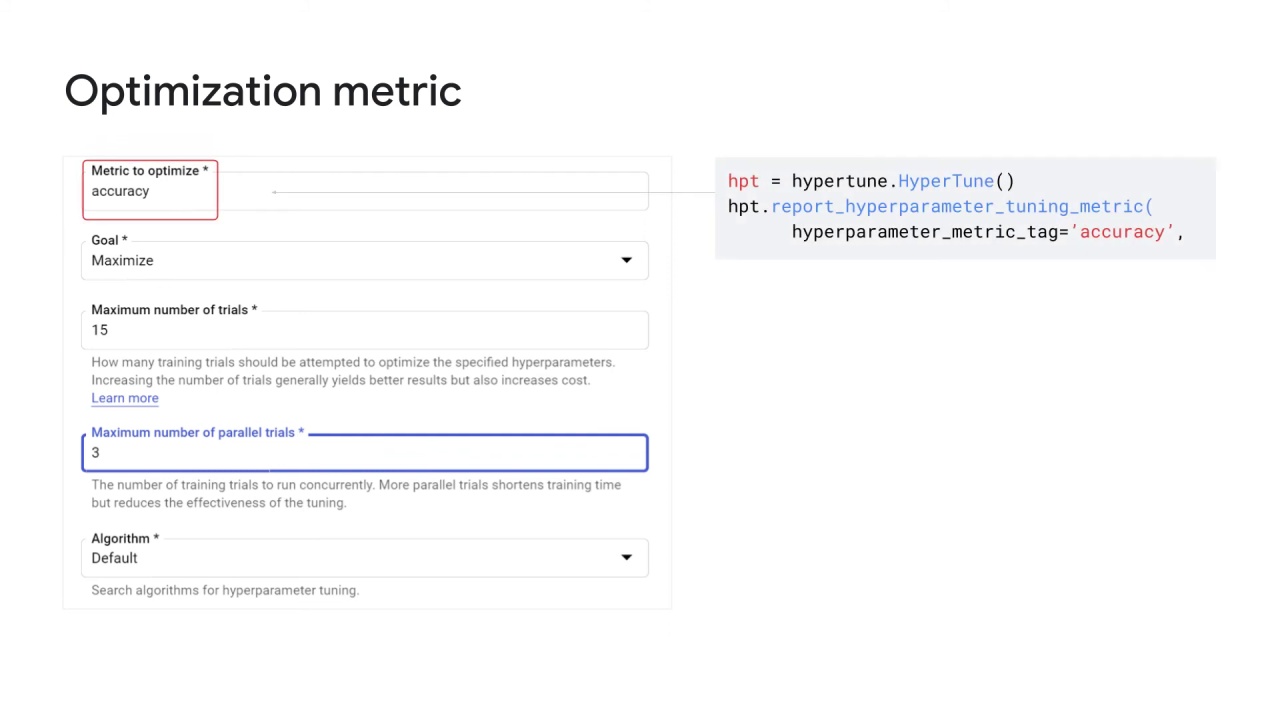 Optimization metric
Metric to optimize *
accuracy
Goal *
Maximize
Maximum number of trials *
15
How many training trials should be attempted to optimize the specified hyperparameters.
Increasing the number of trials generally yields better results but also increases cost.
Learn more
Maximum number of parallel trials *
3
The number of training trials to run concurrently. More parallel trials shortens training time
but reduces the effectiveness of the tuning.
Algorithm *
Default
Search algorithms for hyperparameter tuning.
hpt = hypertune.HyperTune()
hpt.report_hyperparameter_tuning_metric(
hyperparameter_metric_tag=’accuracy’,